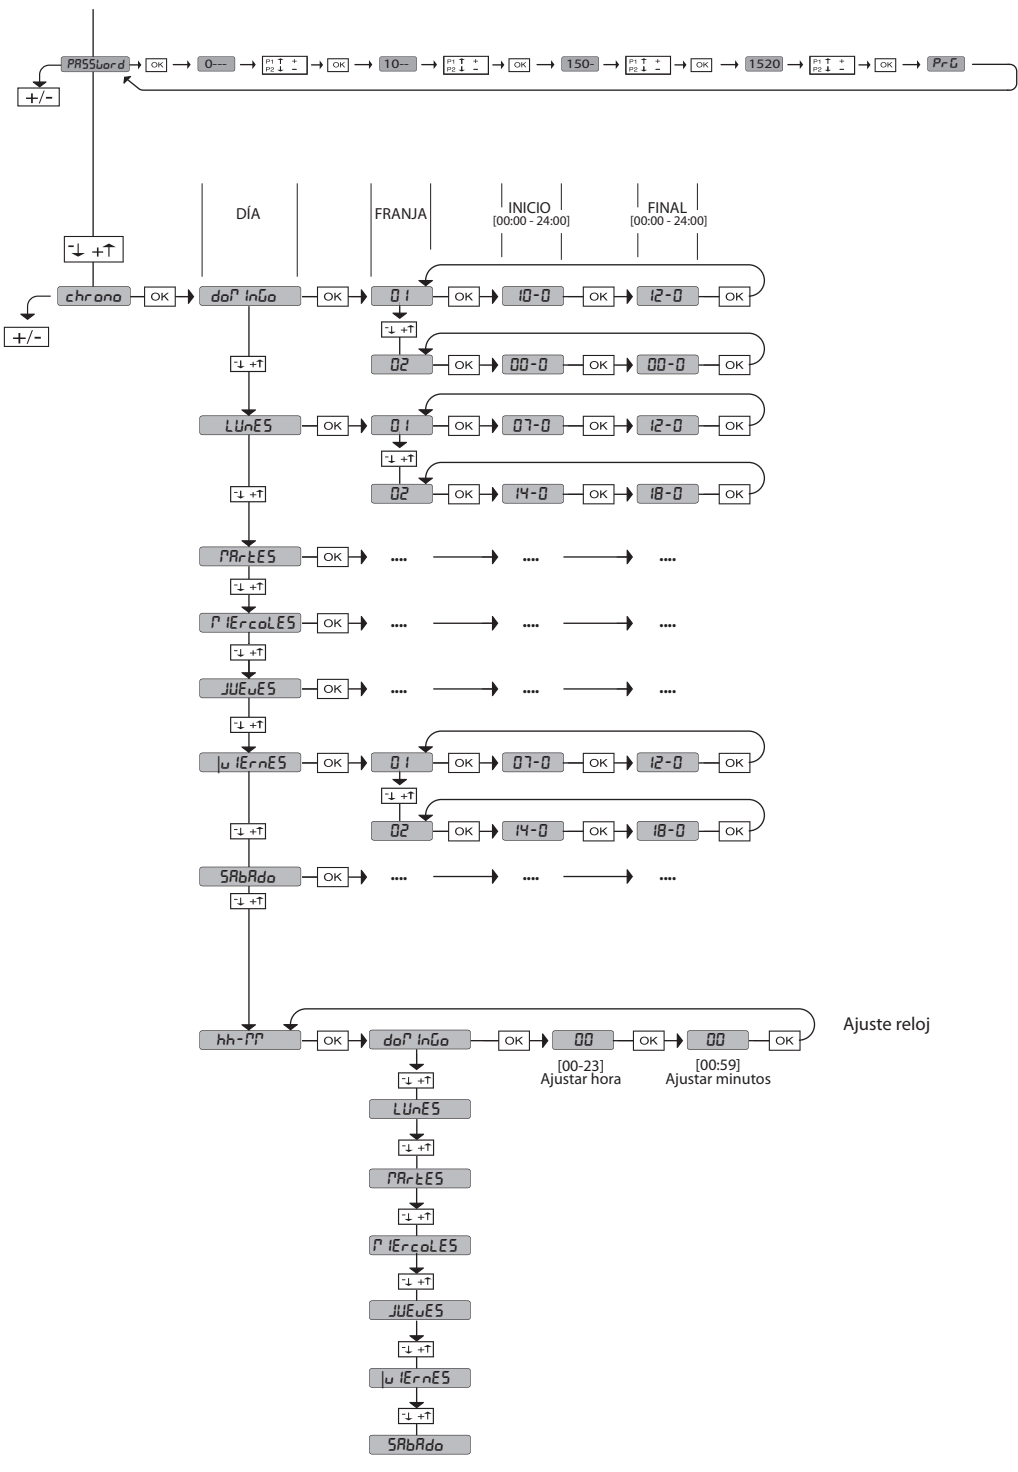 PASSword OK 0--- P1 ↑ + P2 ↓ - OK 10-- P1 ↑ + P2 ↓ - OK 150- P1 ↑ + P2 ↓ - OK 1520 P1 ↑ + P2 ↓ - OK PrG
+/-
DÍA FRANJA INICIO [00:00 - 24:00] FINAL [00:00 - 24:00]
-↓ +↑
chrono OK doMInGo OK 01 OK 10-0 OK 12-0 OK
+/-
-↓ +↑
-↓ +↑ 02 OK 00-0 OK 00-0 OK
LUnES OK 01 OK 07-0 OK 12-0 OK
-↓ +↑
-↓ +↑ 02 OK 14-0 OK 18-0 OK
MArtES OK .... .... ....
-↓ +↑
MIErcoLES OK .... .... ....
-↓ +↑
JUEvES OK .... .... ....
-↓ +↑
|vIErnES OK 01 OK 07-0 OK 12-0 OK
-↓ +↑
-↓ +↑ 02 OK 14-0 OK 18-0 OK
SAbAdo OK .... .... ....
-↓ +↑
Ajuste reloj
hh-MM OK doMInGo OK 00 OK 00 OK
[00-23] [00:59]
Ajustar hora Ajustar minutos
-↓ +↑
LUnES
-↓ +↑
MArtES
-↓ +↑
MIErcoLES
-↓ +↑
JUEvES
-↓ +↑
|vIErnES
-↓ +↑
SAbAdo